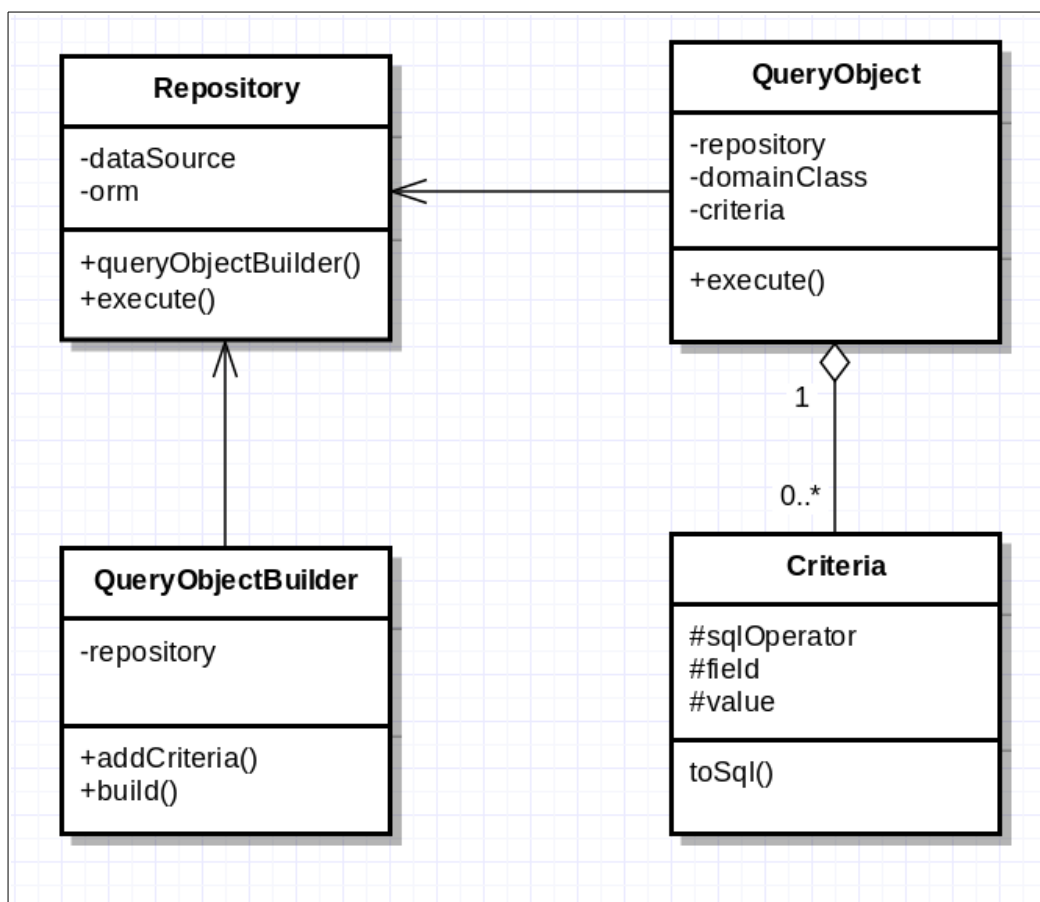 Repository
-dataSource
-orm
+queryObjectBuilder()
+execute()
QueryObject
-repository
-domainClass
-criteria
+execute()
1
0..*
QueryObjectBuilder
-repository
+addCriteria()
+build()
Criteria
#sqlOperator
#field
#value
toSql()